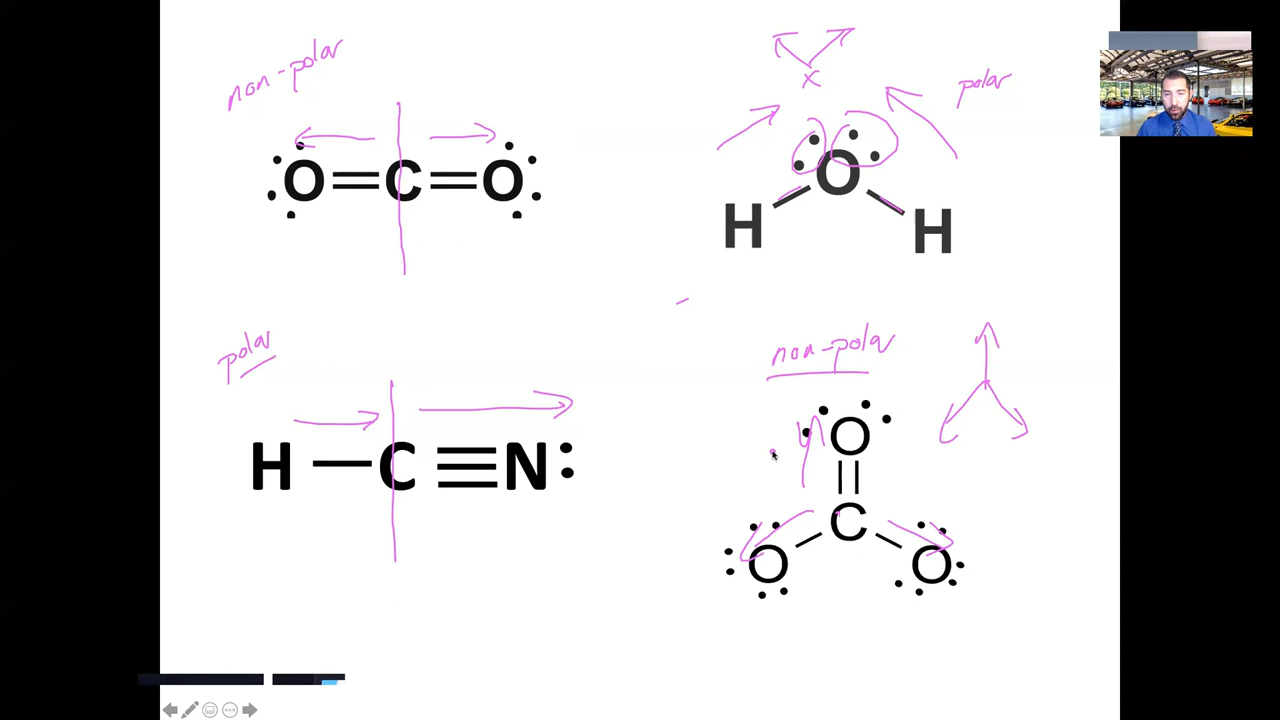 non-polar
O=C=O
x
polar
O
H H
polar
H—C≡N:
non-polar
O
C
O O